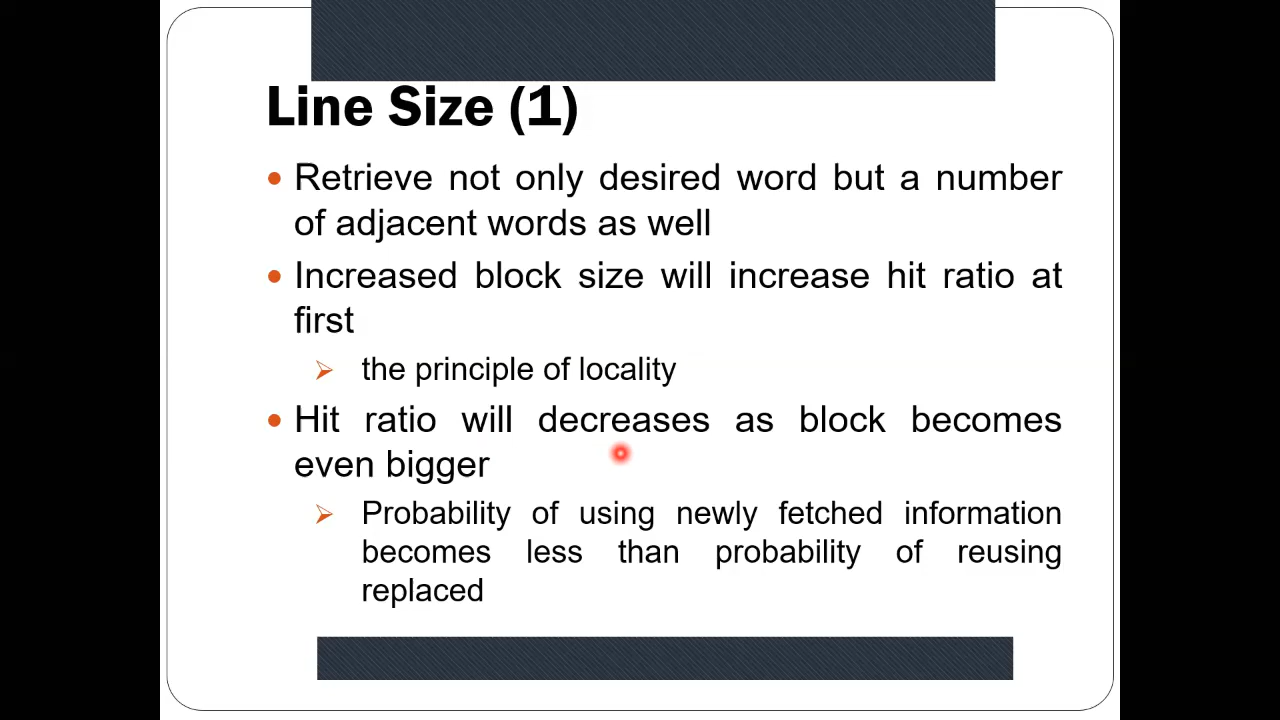 Line Size (1)
Retrieve not only desired word but a number
of adjacent words as well
Increased block size will increase hit ratio at
first
the principle of locality
Hit ratio will decreases as block becomes
even bigger
Probability of using newly fetched information
becomes less than probability of reusing
replaced